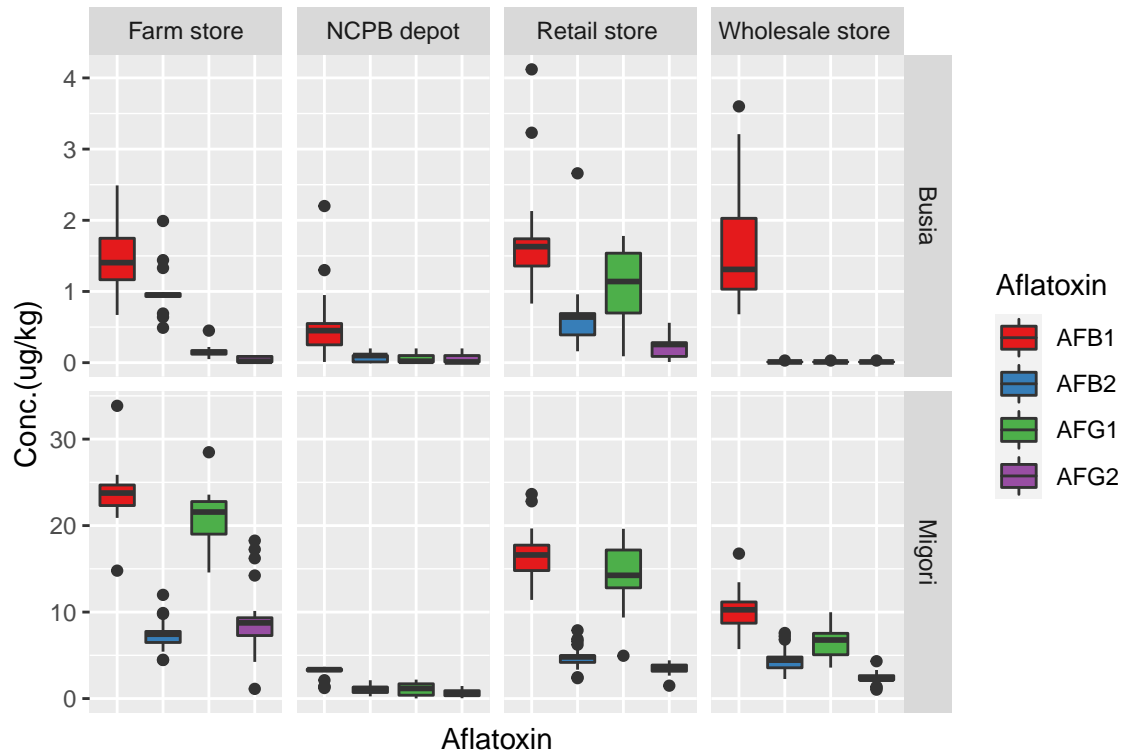 Farm store
NCPB depot
Retail store
Wholesale store
4
3
2
1
0
Busia
30
20
10
0
Migori
Conc.(ug/kg)
Aflatoxin
Aflatoxin
AFB1
AFB2
AFG1
AFG2